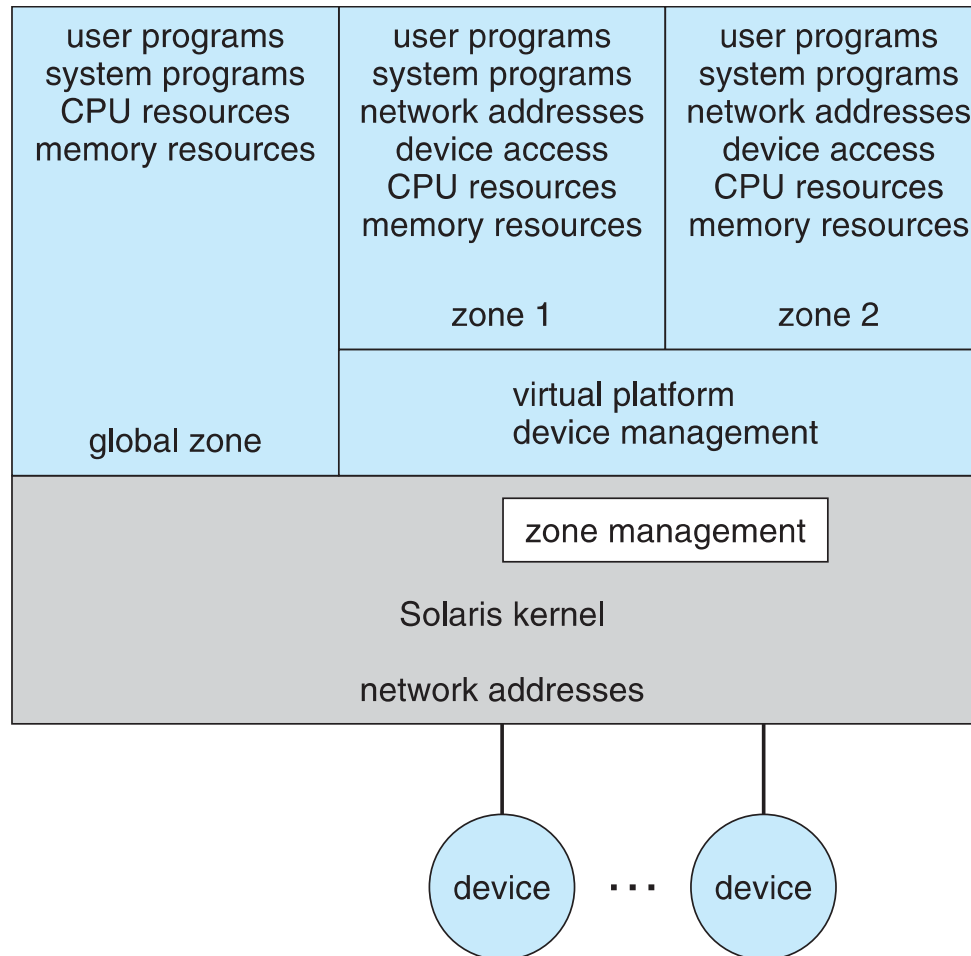 user programs
system programs
CPU resources
memory resources
global zone
user programs
system programs
network addresses
device access
CPU resources
memory resources
zone 1
user programs
system programs
network addresses
device access
CPU resources
memory resources
zone 2
virtual platform
device management
zone management
Solaris kernel
network addresses
device
...
device